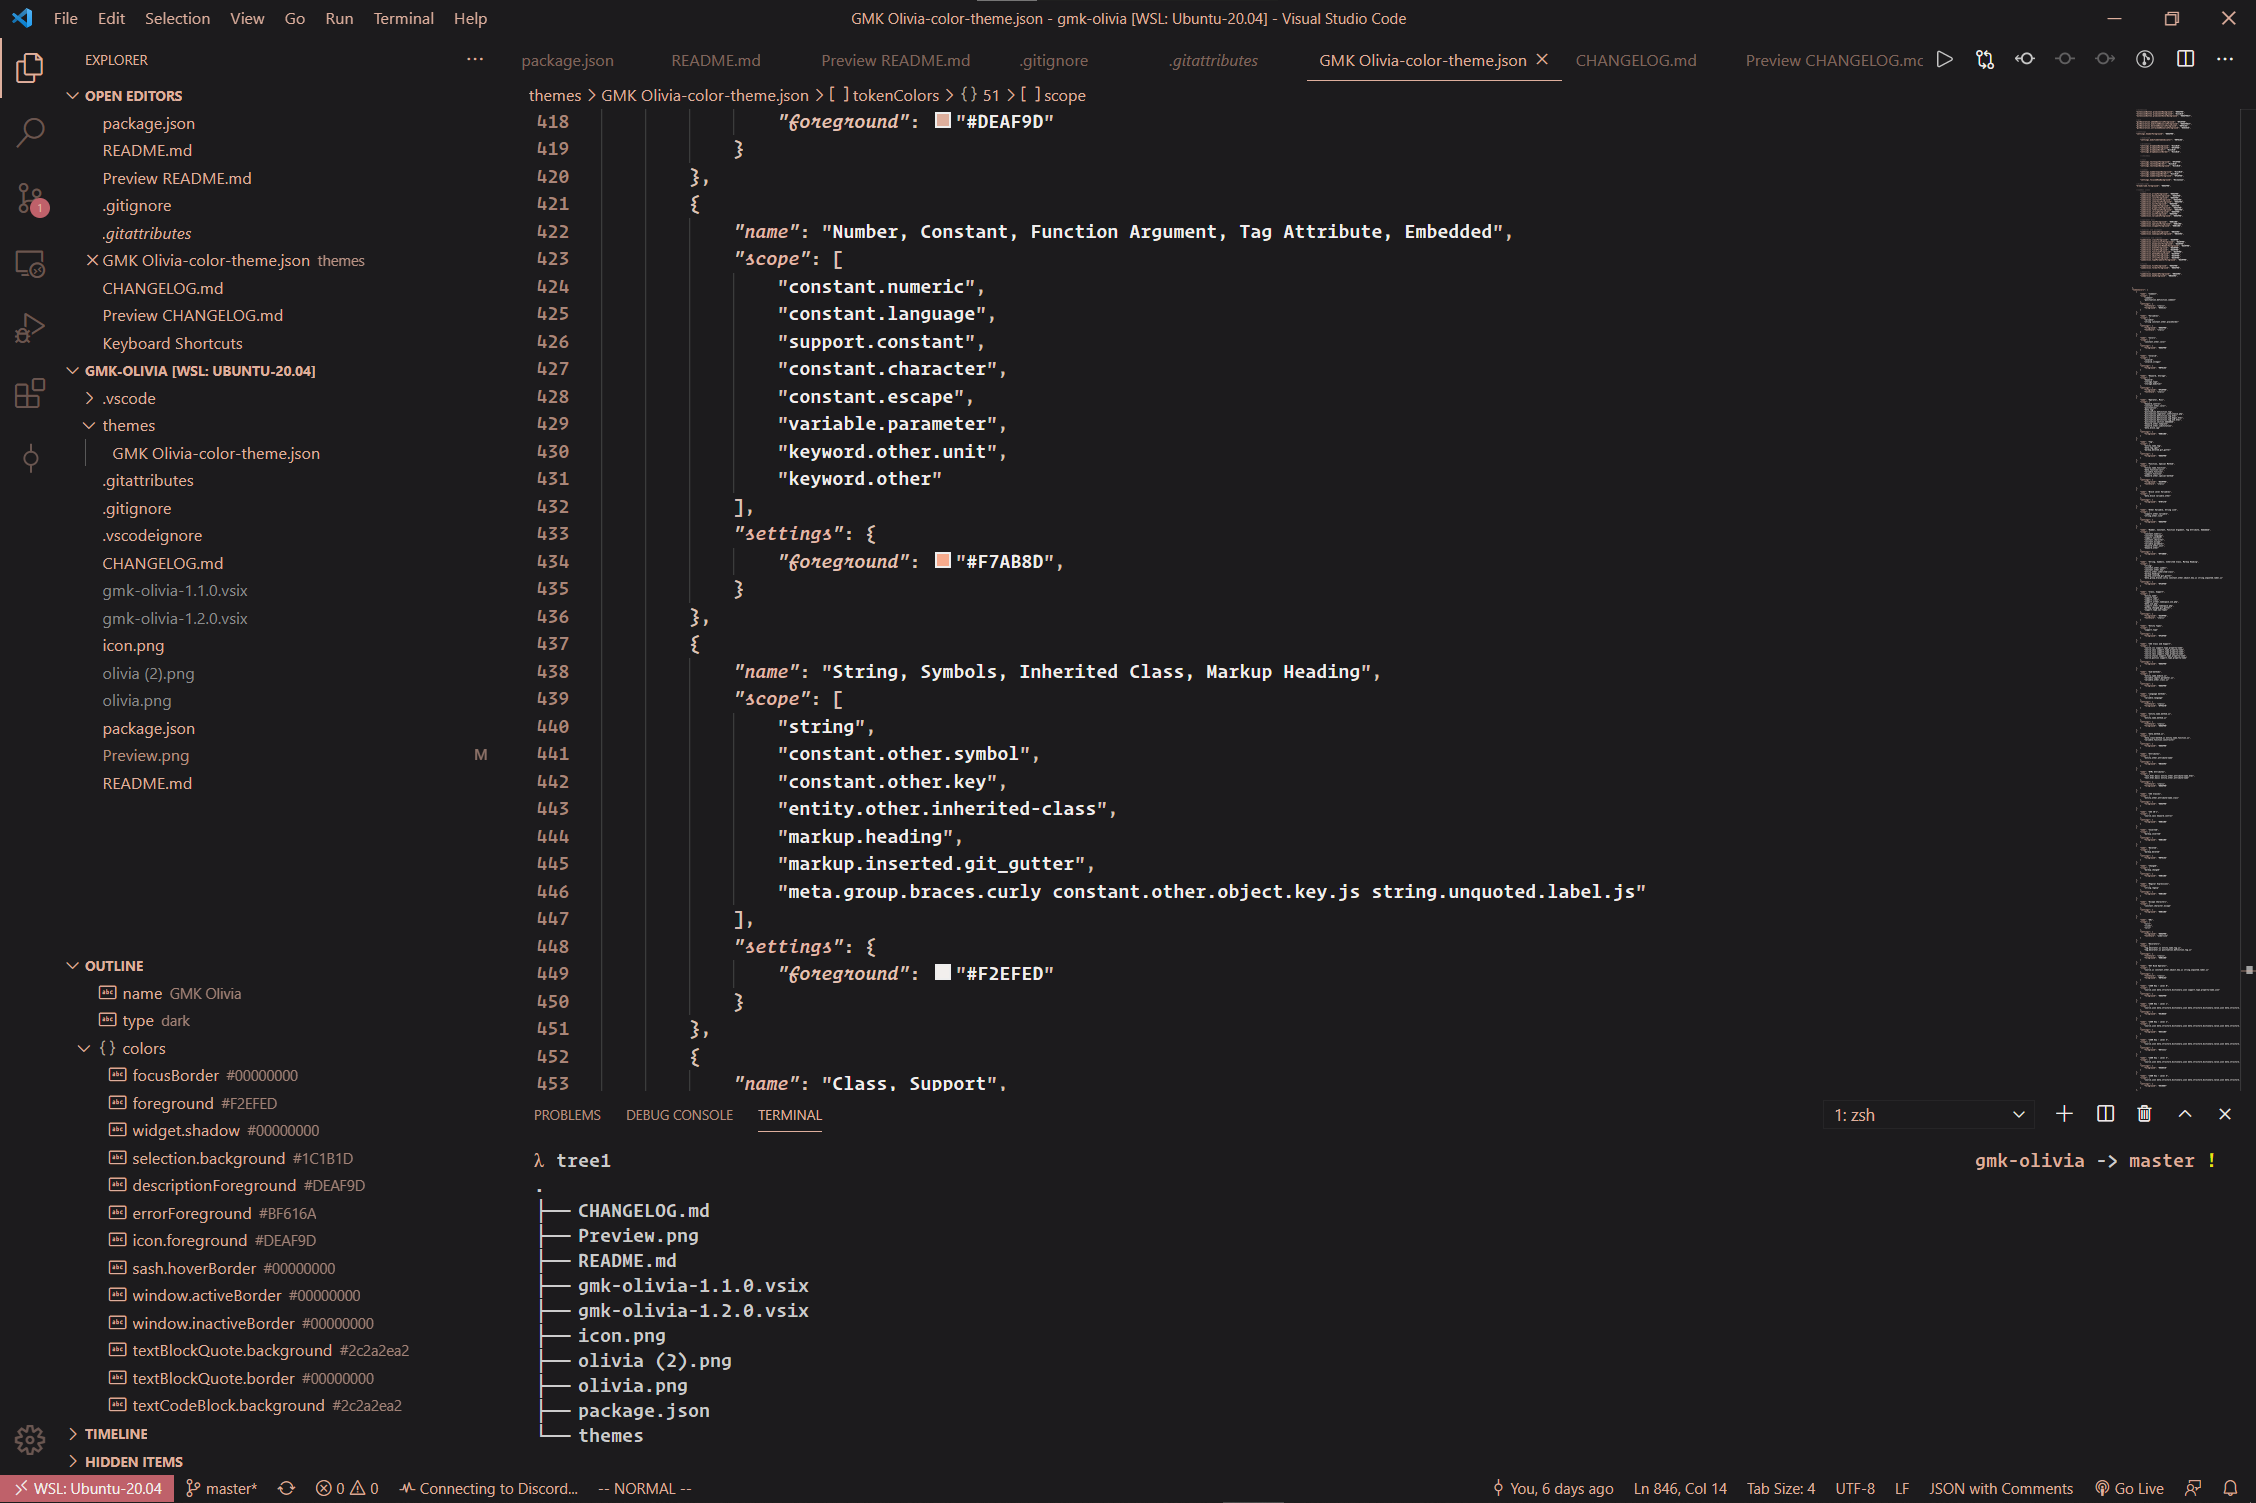 File Edit Selection View Go Run Terminal Help
GMK Olivia-color-theme.json - gmk-olivia [WSL: Ubuntu-20.04] - Visual Studio Code
EXPLORER
package.json README.md Preview README.md .gitignore .gitattributes GMK Olivia-color-theme.json CHANGELOG.md Preview CHANGELOG.mc
themes > GMK Olivia-color-theme.json > [ ] tokenColors > {} 51 > [ ] scope
OPEN EDITORS
package.json
README.md
Preview README.md
.gitignore
.gitattributes
GMK Olivia-color-theme.json themes
CHANGELOG.md
Preview CHANGELOG.md
Keyboard Shortcuts
1
GMK-OLIVIA [WSL: UBUNTU-20.04]
.vscode
themes
GMK Olivia-color-theme.json
.gitattributes
.gitignore
.vscodeignore
CHANGELOG.md
gmk-olivia-1.1.0.vsix
gmk-olivia-1.2.0.vsix
icon.png
olivia (2).png
olivia.png
package.json
Preview.png M
README.md
OUTLINE
name GMK Olivia
type dark
{} colors
focusBorder #00000000
foreground #F2EFED
widget.shadow #00000000
selection.background #1C1B1D
descriptionForeground #DEAF9D
errorForeground #BF616A
icon.foreground #DEAF9D
sash.hoverBorder #00000000
window.activeBorder #00000000
window.inactiveBorder #00000000
textBlockQuote.background #2c2a2ea2
textBlockQuote.border #00000000
textCodeBlock.background #2c2a2ea2
TIMELINE
HIDDEN ITEMS
418 "foreground": "#DEAF9D"
419 }
420 },
421 {
422 "name": "Number, Constant, Function Argument, Tag Attribute, Embedded",
423 "scope": [
424 "constant.numeric",
425 "constant.language",
426 "support.constant",
427 "constant.character",
428 "constant.escape",
429 "variable.parameter",
430 "keyword.other.unit",
431 "keyword.other"
432 ],
433 "settings": {
434 "foreground": "#F7AB8D",
435 }
436 },
437 {
438 "name": "String, Symbols, Inherited Class, Markup Heading",
439 "scope": [
440 "string",
441 "constant.other.symbol",
442 "constant.other.key",
443 "entity.other.inherited-class",
444 "markup.heading",
445 "markup.inserted.git_gutter",
446 "meta.group.braces.curly constant.other.object.key.js string.unquoted.label.js"
447 ],
448 "settings": {
449 "foreground": "#F2EFED"
450 }
451 },
452 {
453 "name": "Class, Support",
PROBLEMS DEBUG CONSOLE TERMINAL
1: zsh
λ tree1
gmk-olivia -> master !
.
├── CHANGELOG.md
├── Preview.png
├── README.md
├── gmk-olivia-1.1.0.vsix
├── gmk-olivia-1.2.0.vsix
├── icon.png
├── olivia (2).png
├── olivia.png
├── package.json
└── themes
WSL: Ubuntu-20.04 master* 0 0 Connecting to Discord... -- NORMAL --
You, 6 days ago Ln 846, Col 14 Tab Size: 4 UTF-8 LF JSON with Comments Go Live